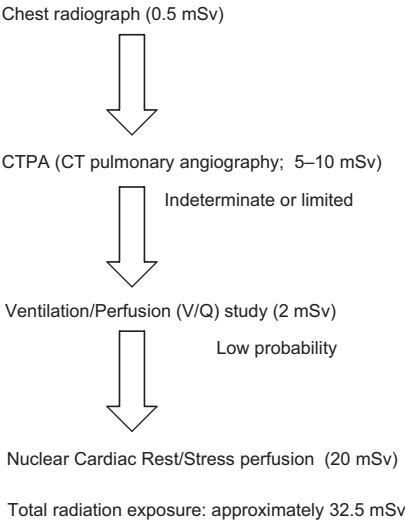 Chest radiograph (0.5 mSv)
CTPA (CT pulmonary angiography; 5–10 mSv)
Indeterminate or limited
Ventilation/Perfusion (V/Q) study (2 mSv)
Low probability
Nuclear Cardiac Rest/Stress perfusion (20 mSv)
Total radiation exposure: approximately 32.5 mSv